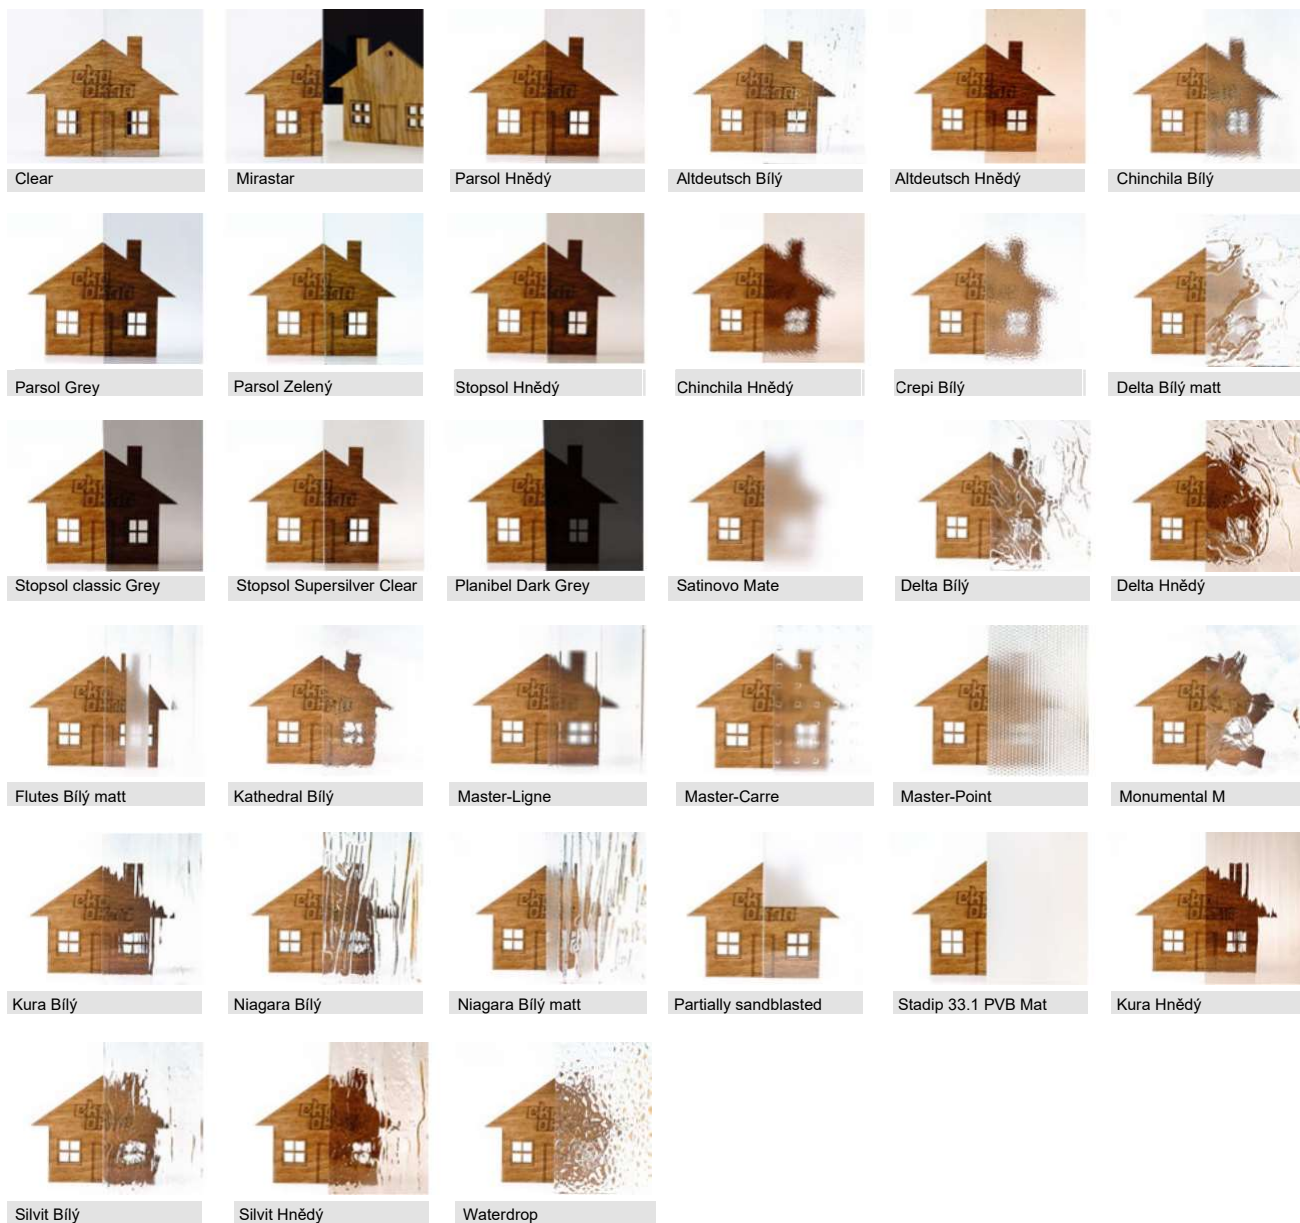 Clear
Mirastar
Parsol Hnědý
Altdeutsch Bílý
Altdeutsch Hnědý
Chinchila Bílý
Parsol Grey
Parsol Zelený
Stopsol Hnědý
Chinchila Hnědý
Crepi Bílý
Delta Bílý matt
Stopsol classic Grey
Stopsol Supersilver Clear
Planibel Dark Grey
Satinovo Mate
Delta Bílý
Delta Hnědý
Flutes Bílý matt
Kathedral Bílý
Master-Ligne
Master-Carre
Master-Point
Monumental M
Kura Bílý
Niagara Bílý
Niagara Bílý matt
Partially sandblasted
Stadip 33.1 PVB Mat
Kura Hnědý
Silvit Bílý
Silvit Hnědý
Waterdrop